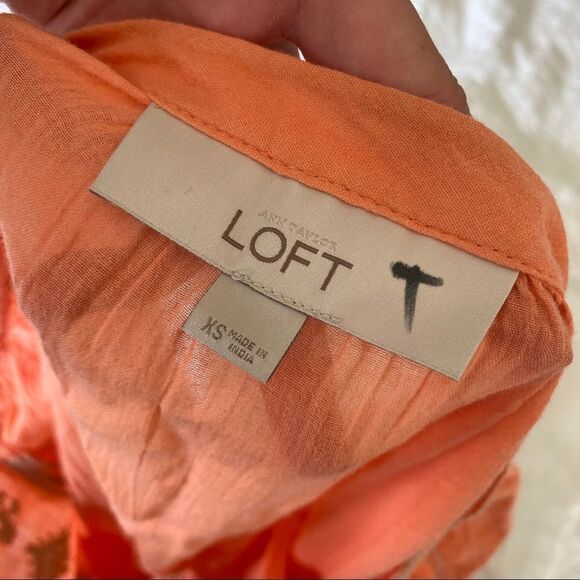 ANN TAYLOR
LOFT
T
XS MADE IN
INDIA